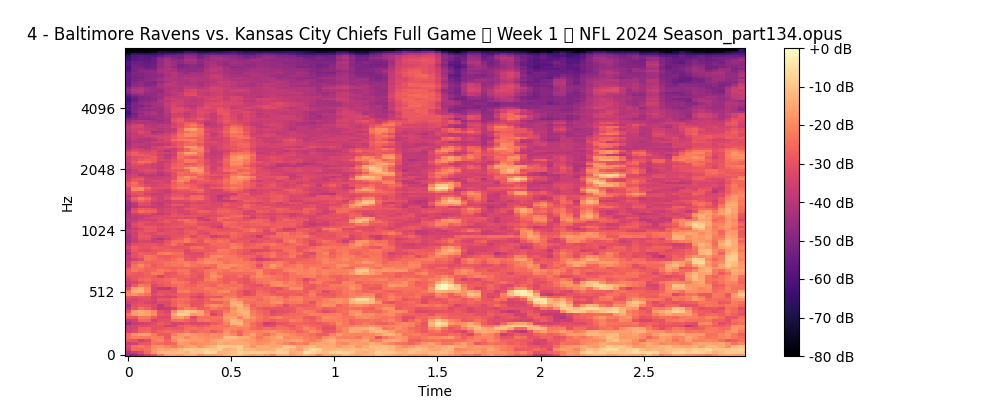 4 - Baltimore Ravens vs. Kansas City Chiefs Full Game ▯ Week 1 ▯ NFL 2024 Season_part134.opus
+0 dB
-10 dB
-20 dB
-30 dB
-40 dB
-50 dB
-60 dB
-70 dB
-80 dB
4096
2048
1024
512
0
Hz
0
0.5
1
1.5
2
2.5
Time